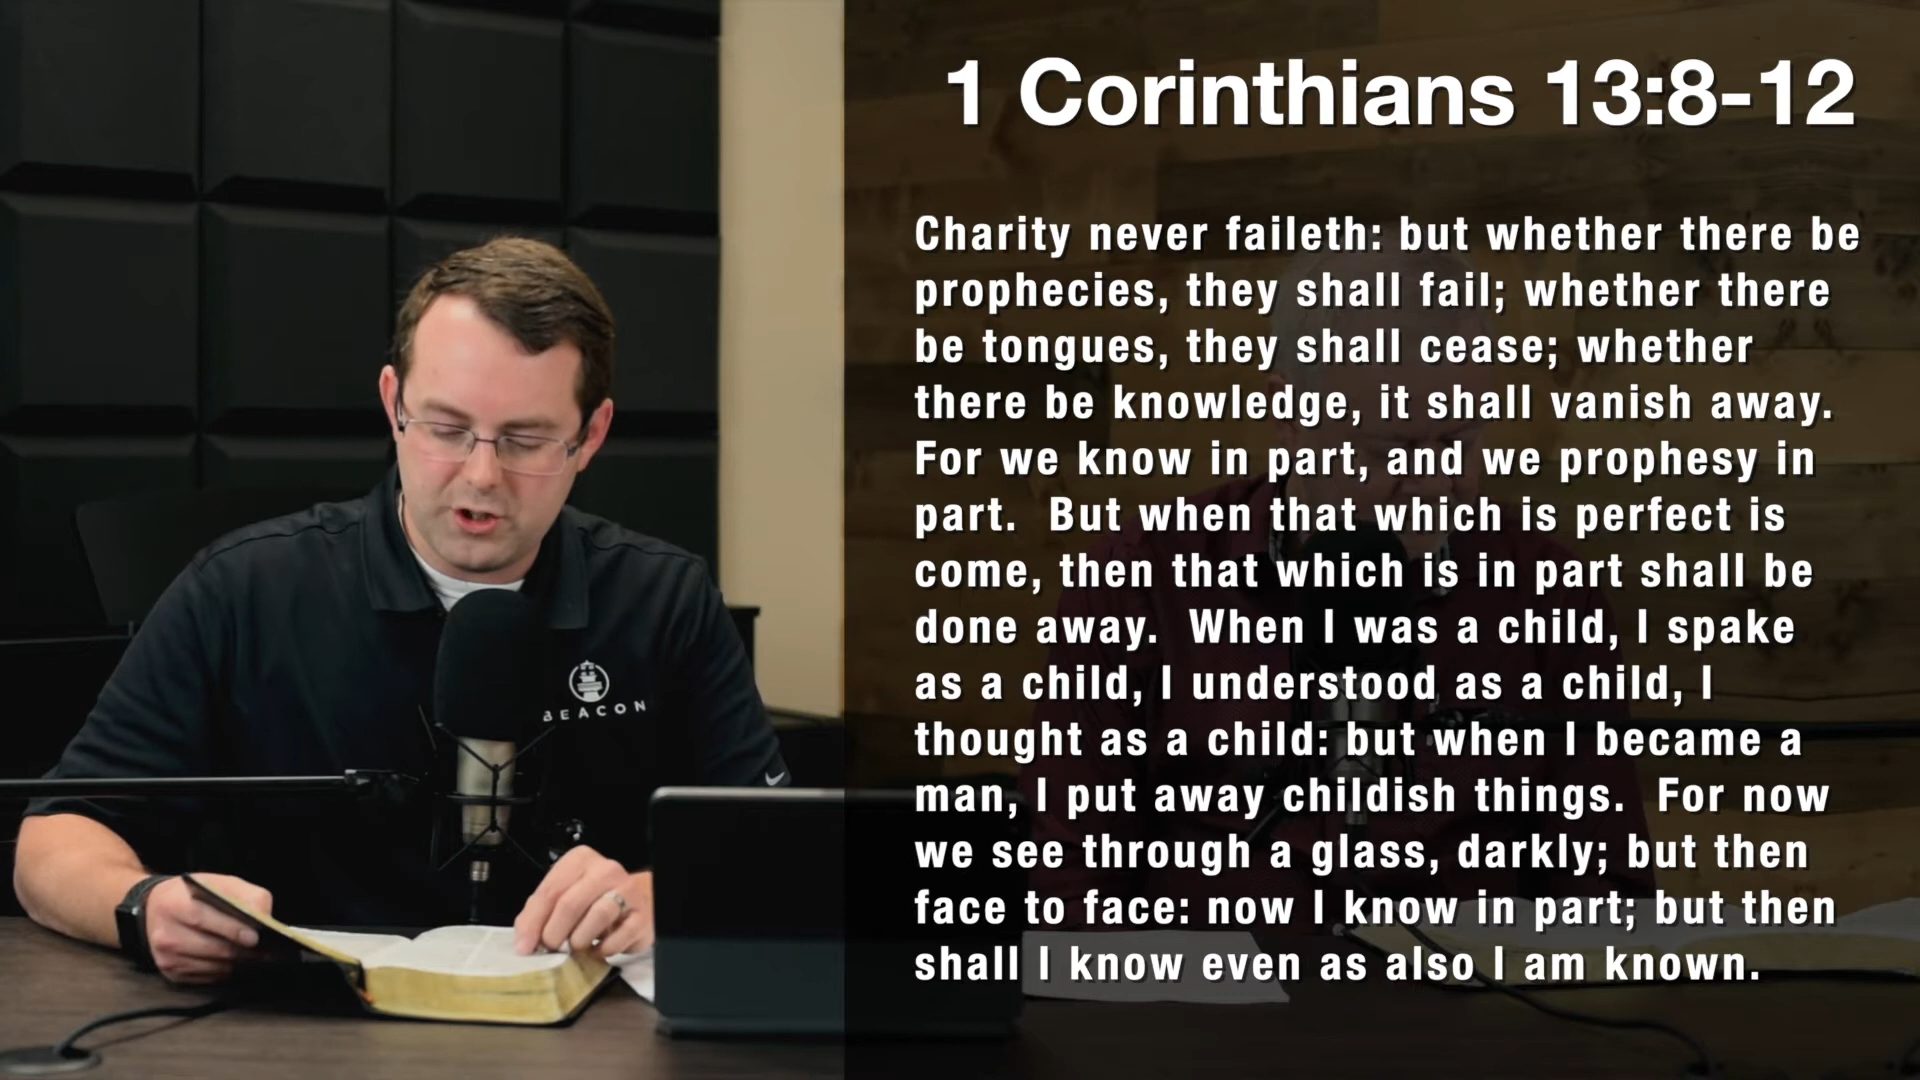 1 Corinthians 13:8-12
Charity never faileth: but whether there be
prophecies, they shall fail; whether there
be tongues, they shall cease; whether
there be knowledge, it shall vanish away.
For we know in part, and we prophesy in
part.  But when that which is perfect is
come, then that which is in part shall be
done away.  When I was a child, I spake
as a child, I understood as a child, I
thought as a child: but when I became a
man, I put away childish things.  For now
we see through a glass, darkly; but then
face to face: now I know in part; but then
shall I know even as also I am known.
BEACON